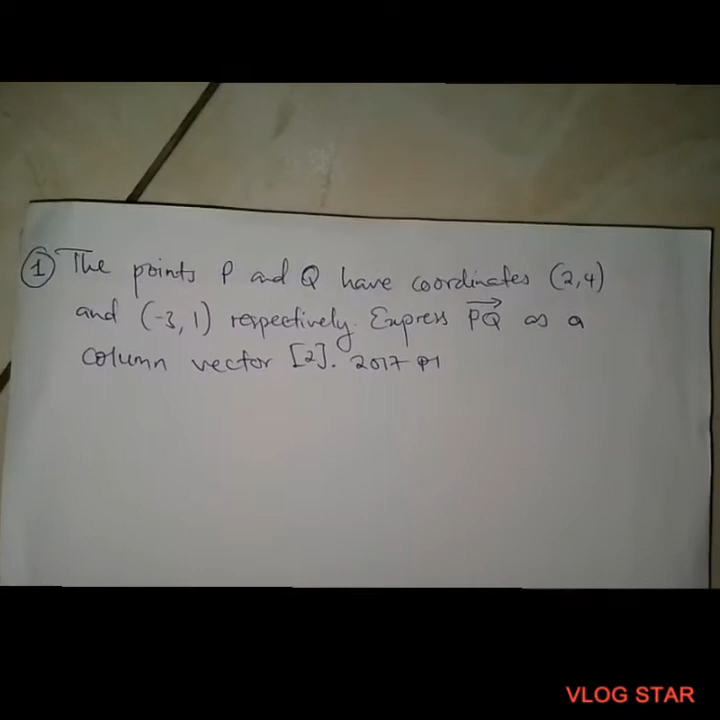 ① The points P and Q have coordinates (2,4)
and (-3, 1) respectively. Express $\overrightarrow{PQ}$ as a
column vector [2]. 2017 P1
VLOG STAR